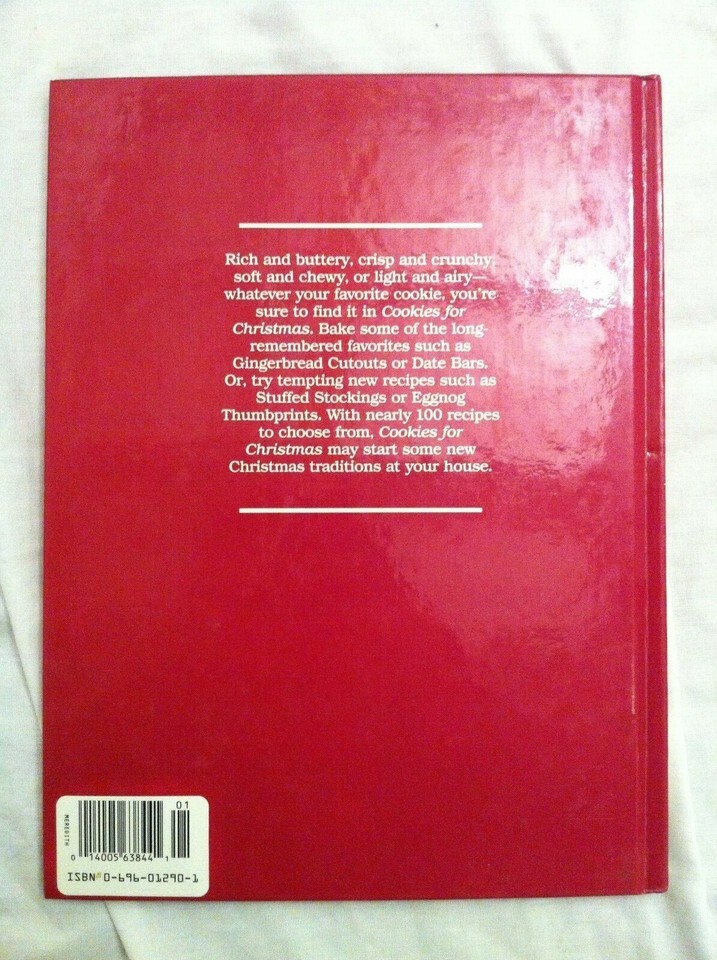 Rich and buttery, crisp and crunchy,
soft and chewy, or light and airy—
whatever your favorite cookie, you're
sure to find it in Cookies for
Christmas. Bake some of the long-
remembered favorites such as
Gingerbread Cutouts or Date Bars.
Or, try tempting new recipes such as
Stuffed Stockings or Eggnog
Thumbprints. With nearly 100 recipes
to choose from, Cookies for
Christmas may start some new
Christmas traditions at your house.
MEREDITH
01
0 14005 63844 1
ISBN 0-696-01290-1